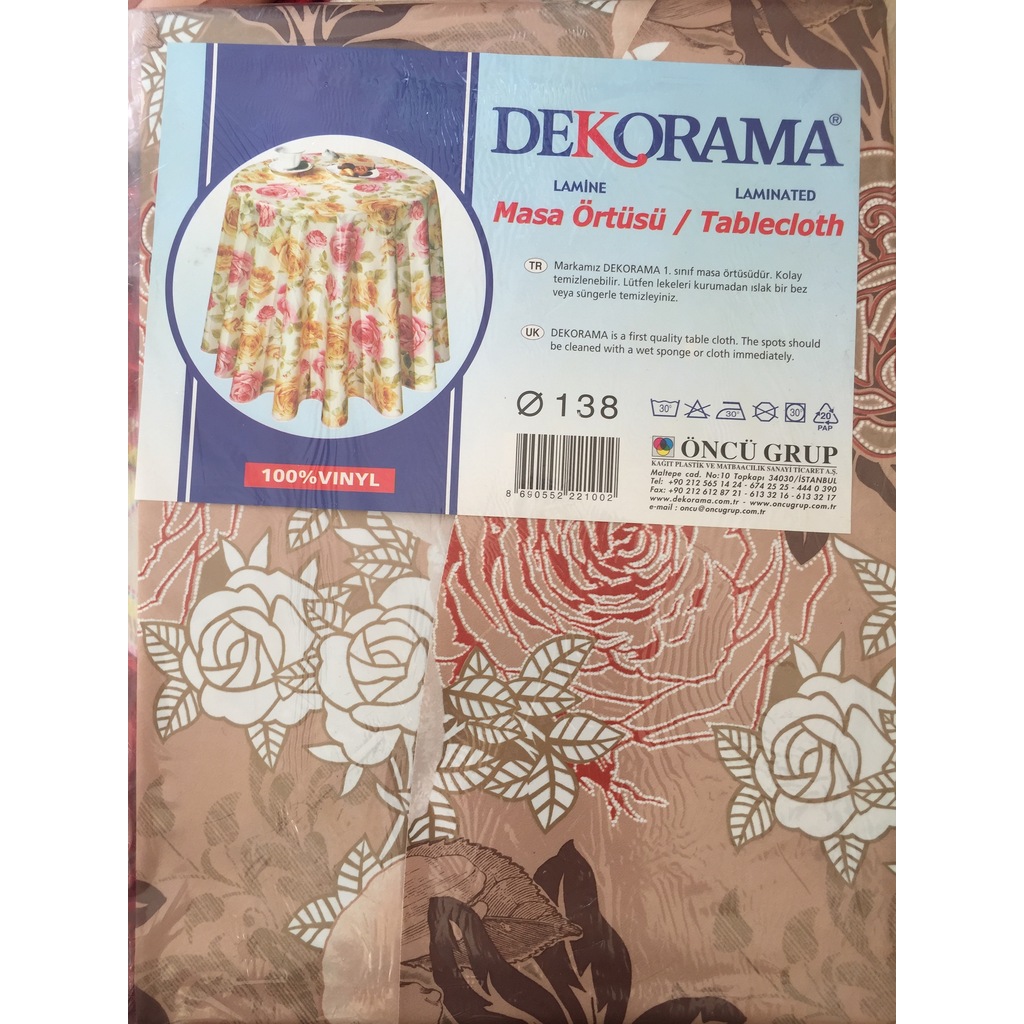 DEKORAMA®
LAMİNE LAMINATED
Masa Örtüsü / Tablecloth
TR Markamız DEKORAMA 1. sınıf masa örtüsüdür. Kolay
temizlenebilir. Lütfen lekeleri kurumadan ıslak bir bez
veya süngerle temizleyiniz.
UK DEKORAMA is a first quality table cloth. The spots should
be cleaned with a wet sponge or cloth immediately.
Ø 138
30° 30° 30° 20
PAP
100%VINYL
8 690552 221002
ÖNCÜ GRUP
KAGIT PLASTİK VE MATBAACILIK SANAYİ TİCARET A.Ş.
Maltepe cad. No:10 Topkapı 34030/İSTANBUL
Tel: +90 212 565 14 24 - 674 25 25 - 444 0 390
Fax: +90 212 612 87 21 - 613 32 16 - 613 32 17
www.dekorama.com.tr - www.oncugrup.com.tr
e-mail : oncu@oncugrup.com.tr